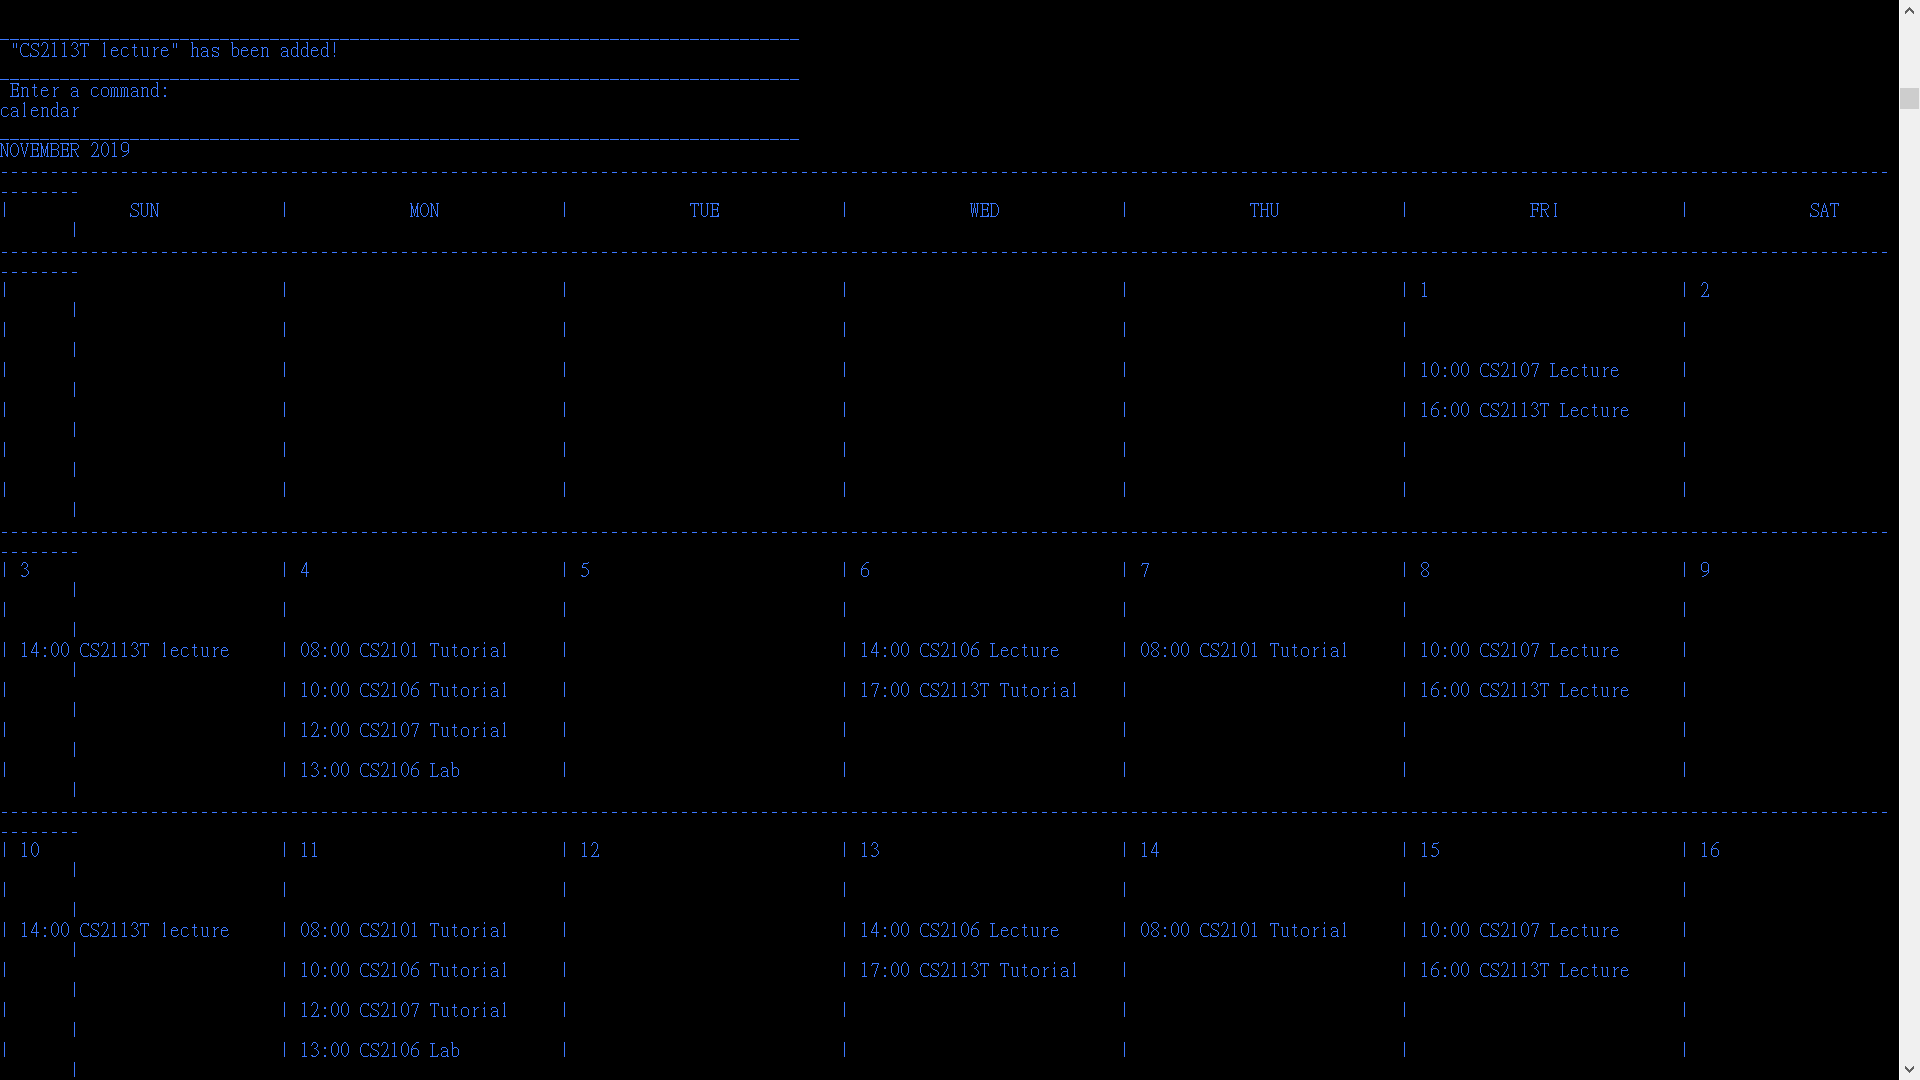 "CS2113T lecture" has been added!
Enter a command:
calendar
NOVEMBER 2019
| SUN | MON | TUE | WED | THU | FRI | SAT |
| | | | | | 1 | 2 |
| | | | | | 10:00 CS2107 Lecture | |
| | | | | | 16:00 CS2113T Lecture | |
| 3 | 4 | 5 | 6 | 7 | 8 | 9 |
| 14:00 CS2113T lecture | 08:00 CS2101 Tutorial | | 14:00 CS2106 Lecture | 08:00 CS2101 Tutorial | 10:00 CS2107 Lecture | |
| | 10:00 CS2106 Tutorial | | 17:00 CS2113T Tutorial | | 16:00 CS2113T Lecture | |
| | 12:00 CS2107 Tutorial | | | | | |
| | 13:00 CS2106 Lab | | | | | |
| 10 | 11 | 12 | 13 | 14 | 15 | 16 |
| 14:00 CS2113T lecture | 08:00 CS2101 Tutorial | | 14:00 CS2106 Lecture | 08:00 CS2101 Tutorial | 10:00 CS2107 Lecture | |
| | 10:00 CS2106 Tutorial | | 17:00 CS2113T Tutorial | | 16:00 CS2113T Lecture | |
| | 12:00 CS2107 Tutorial | | | | | |
| | 13:00 CS2106 Lab | | | | | |